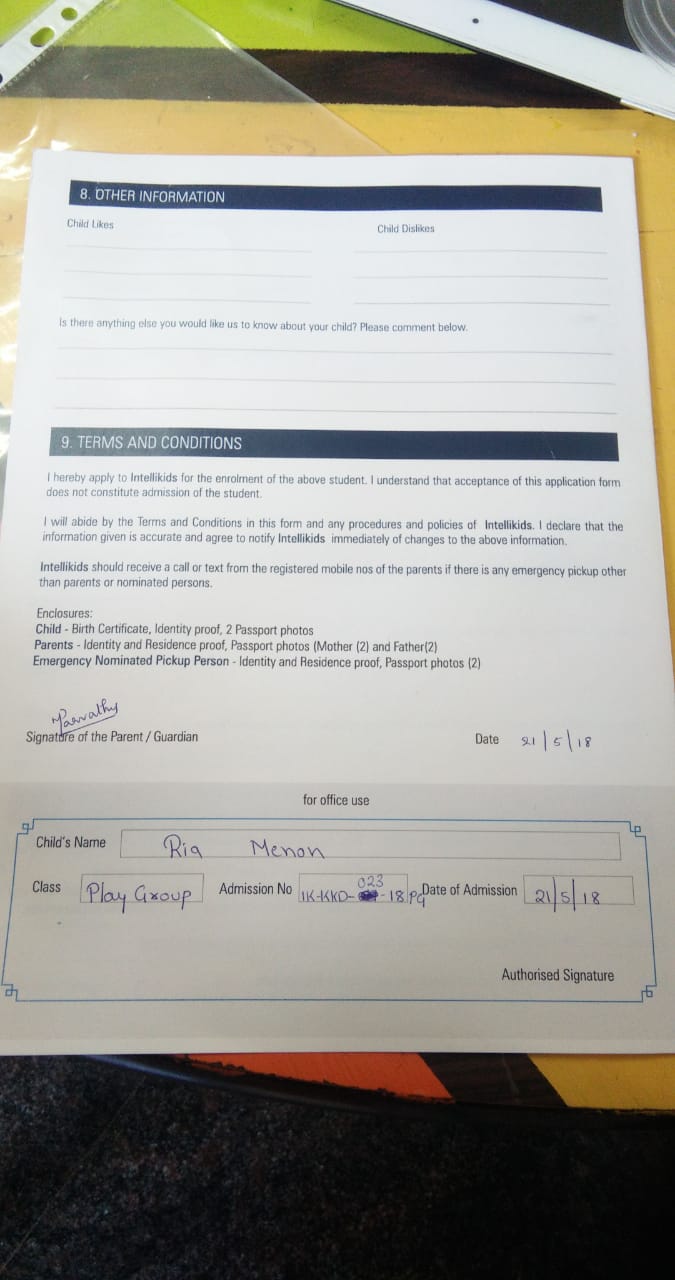 8. OTHER INFORMATION
Child Likes Child Dislikes
Is there anything else you would like us to know about your child? Please comment below.
9. TERMS AND CONDITIONS
I hereby apply to Intellikids for the enrolment of the above student. I understand that acceptance of this application form
does not constitute admission of the student.
I will abide by the Terms and Conditions in this form and any procedures and policies of Intellikids. I declare that the
information given is accurate and agree to notify Intellikids immediately of changes to the above information.
Intellikids should receive a call or text from the registered mobile nos of the parents if there is any emergency pickup other
than parents or nominated persons.
Enclosures:
Child - Birth Certificate, Identity proof, 2 Passport photos
Parents - Identity and Residence proof, Passport photos (Mother (2) and Father(2)
Emergency Nominated Pickup Person - Identity and Residence proof, Passport photos (2)
Signature of the Parent / Guardian Date 21/5/18
for office use
Child's Name Ria Menon
Class Play Group Admission No IK-KKD-023-18 PG Date of Admission 21/5/18
Authorised Signature